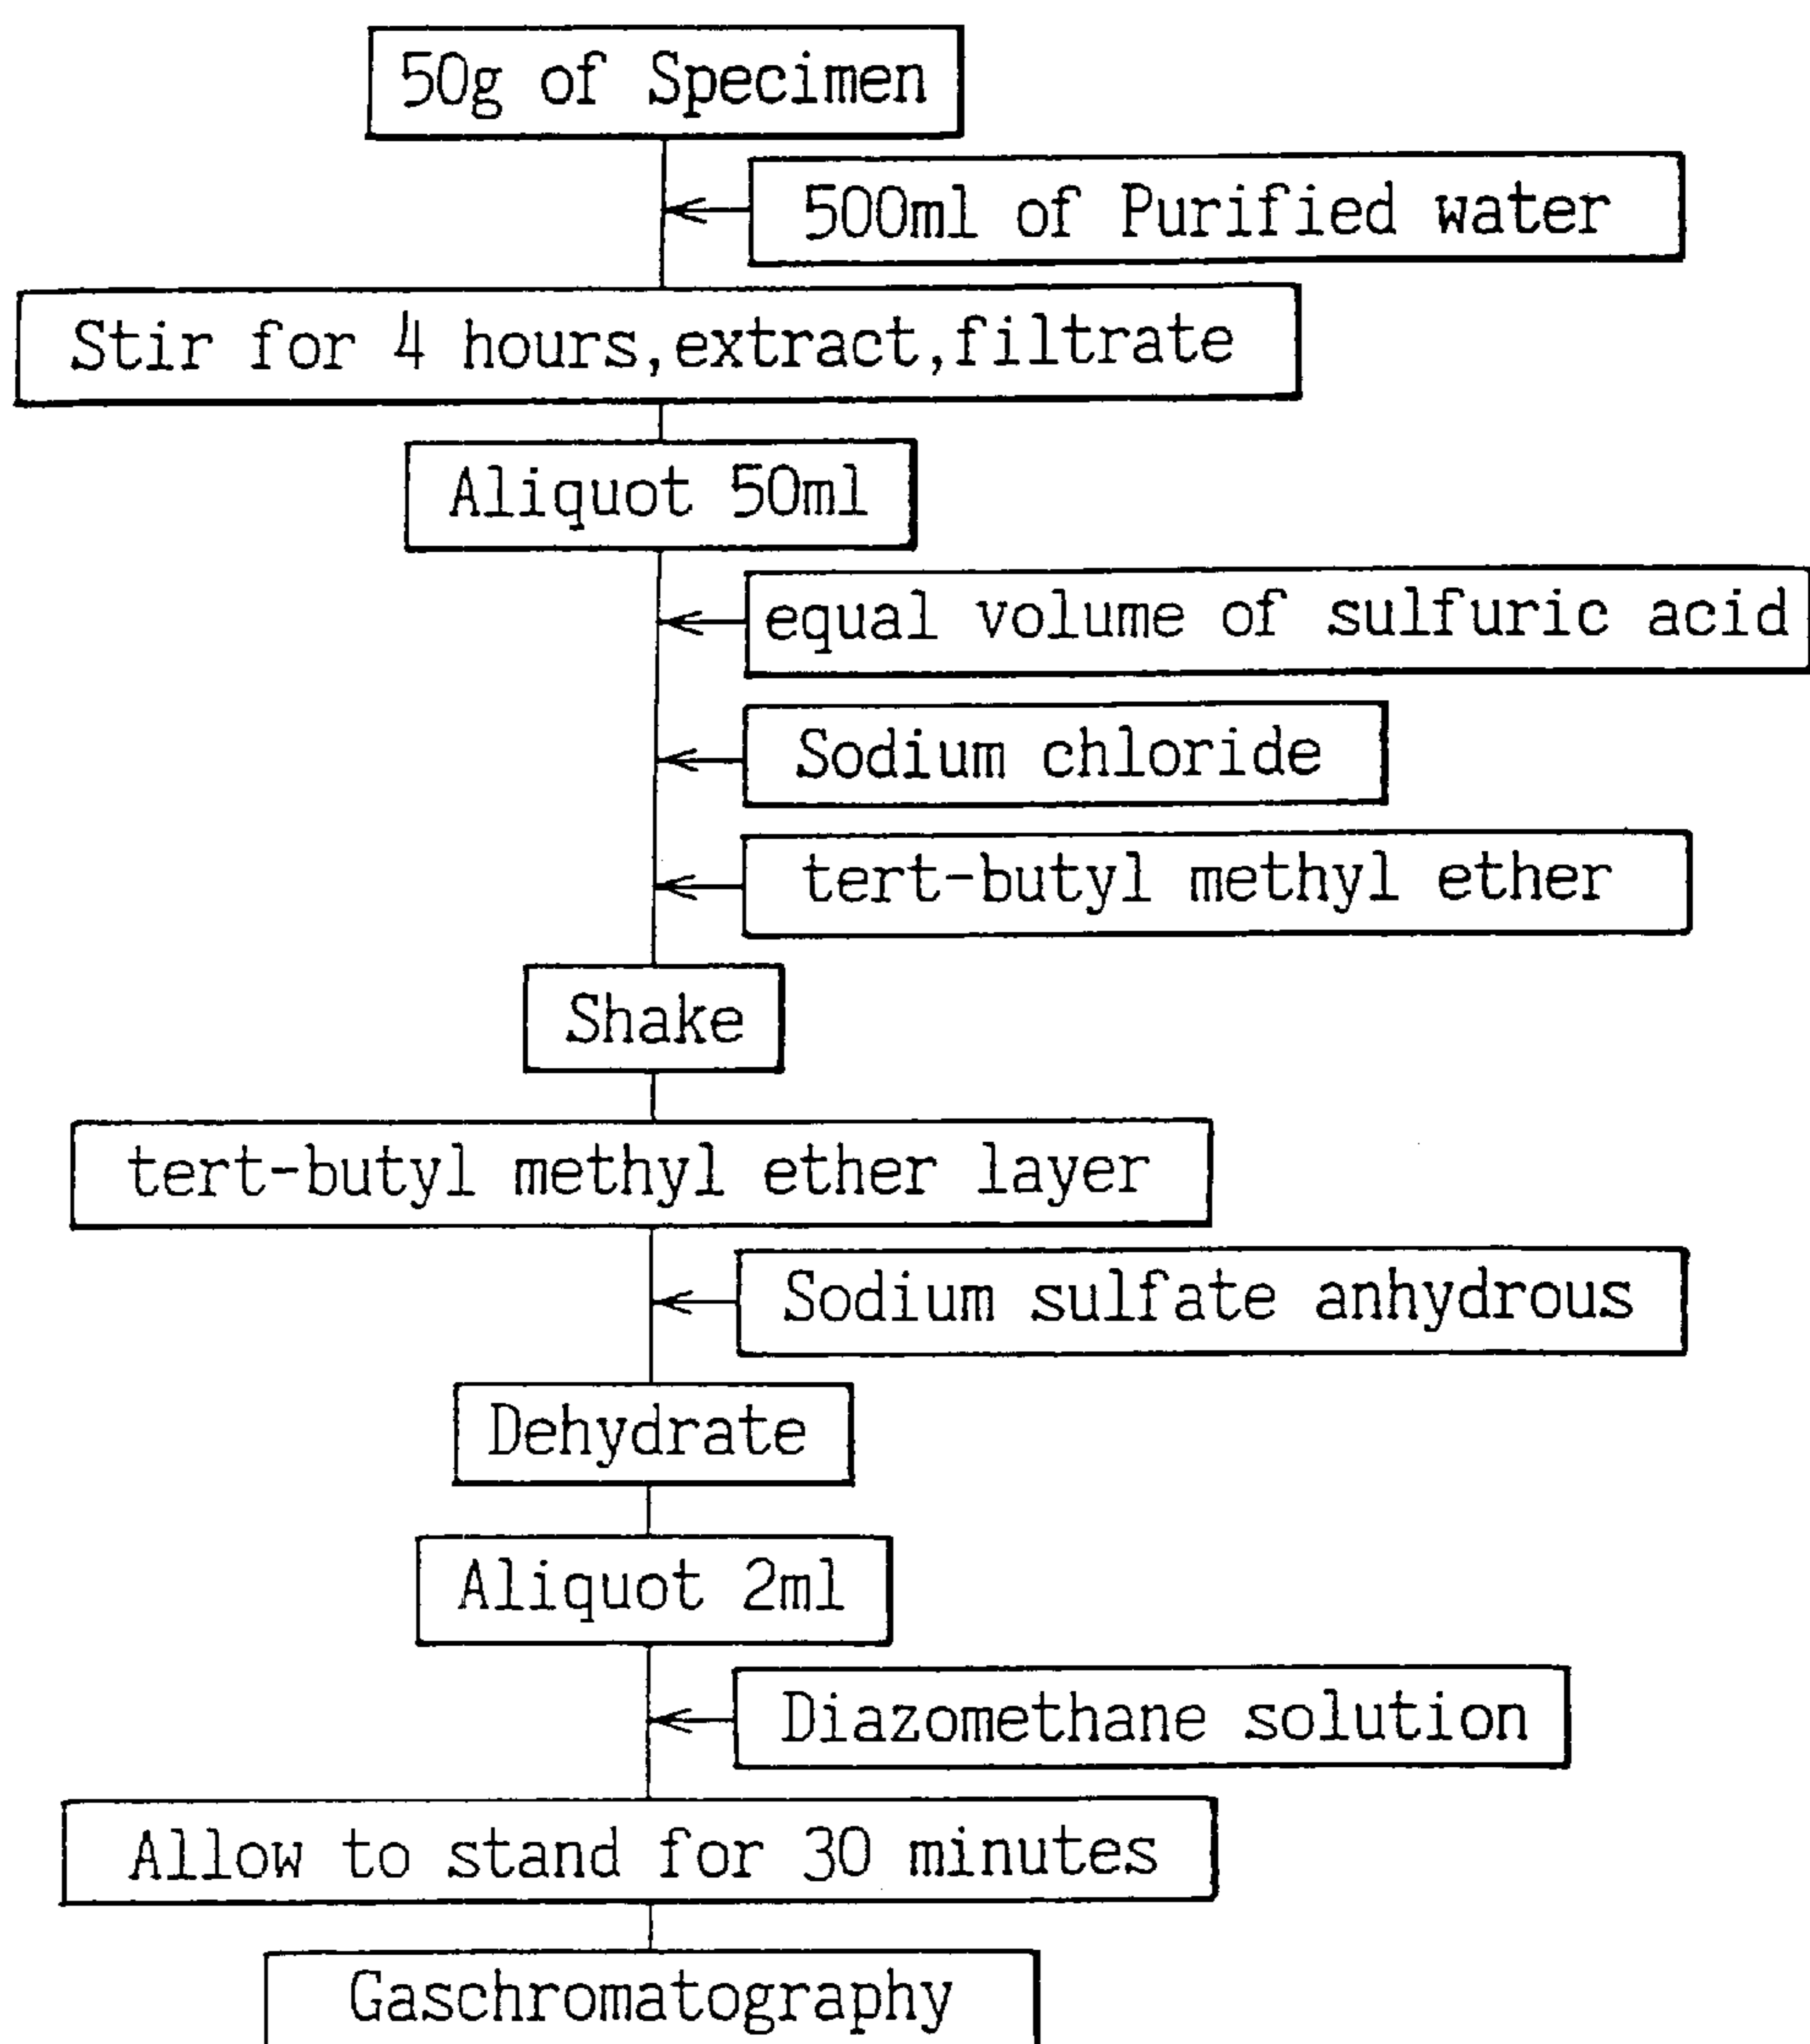 50g of Specimen
500ml of Purified water
Stir for 4 hours,extract,filtrate
Aliquot 50ml
equal volume of sulfuric acid
Sodium chloride
tert-butyl methyl ether
Shake
tert-butyl methyl ether layer
Sodium sulfate anhydrous
Dehydrate
Aliquot 2ml
Diazomethane solution
Allow to stand for 30 minutes
Gaschromatography